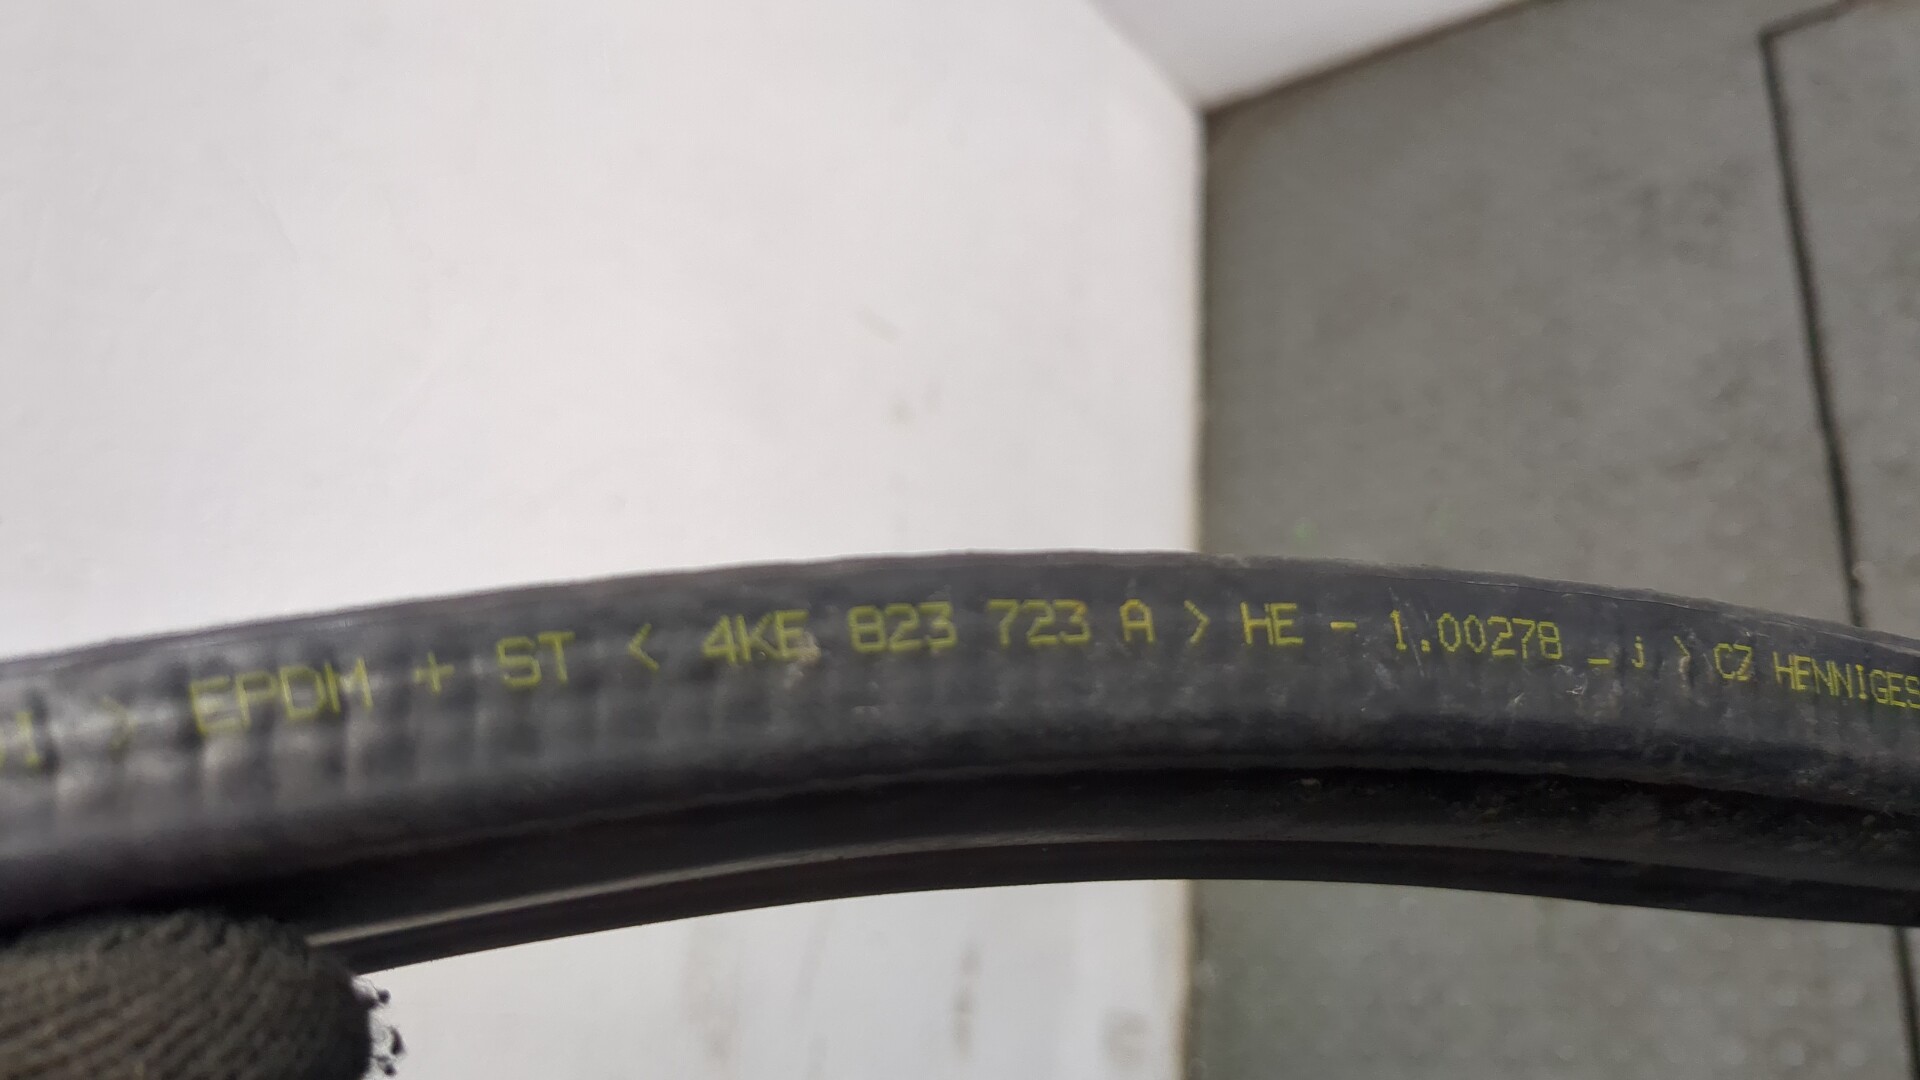 > EPDM + ST < 4KE 823 723 A > HE - 1.00278 _ j > CZ HENNIGES